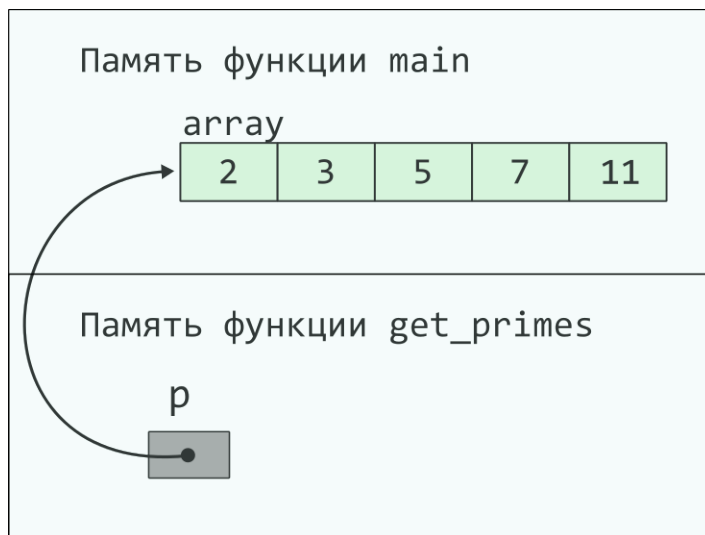 Память функции main
array
2 3 5 7 11
Память функции get_primes
p